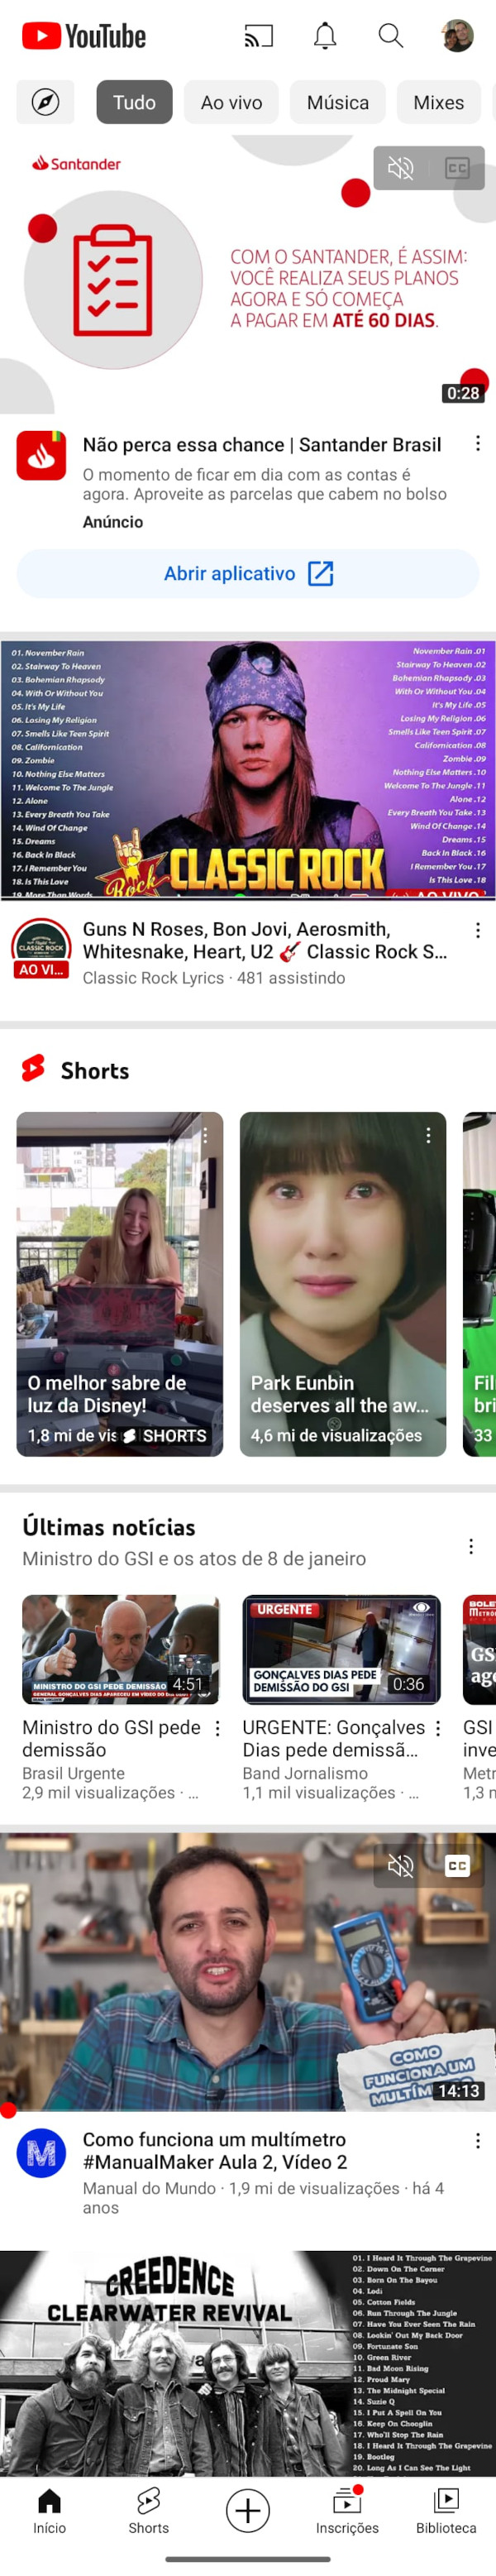 YouTube
Tudo
Ao vivo
Música
Mixes
Santander
CC
COM O SANTANDER, É ASSIM:
VOCÊ REALIZA SEUS PLANOS
AGORA E SÓ COMEÇA
A PAGAR EM ATÉ 60 DIAS.
0:28
Não perca essa chance | Santander Brasil
O momento de ficar em dia com as contas é
agora. Aproveite as parcelas que cabem no bolso
Anúncio
Abrir aplicativo
01. November Rain
02. Stairway To Heaven
03. Bohemian Rhapsody
04. With Or Without You
05. It's My Life
06. Losing My Religion
07. Smells Like Teen Spirit
08. Californication
09. Zombie
10. Nothing Else Matters
11. Welcome To The Jungle
12. Alone
13. Every Breath You Take
14. Wind Of Change
15. Dreams
16. Back In Black
17. I Remember You
18. Is This Love
19. More Than Words
November Rain .01
Stairway To Heaven .02
Bohemian Rhapsody .03
With Or Without You .04
It's My Life .05
Losing My Religion .06
Smells Like Teen Spirit .07
Californication .08
Zombie .09
Nothing Else Matters .10
Welcome To The Jungle .11
Alone .12
Every Breath You Take .13
Wind Of Change .14
Dreams .15
Back In Black .16
I Remember You .17
Is This Love .18
Rock
CLASSIC ROCK
AO VIVO
CLASSIC ROCK
AO VI...
Guns N Roses, Bon Jovi, Aerosmith,
Whitesnake, Heart, U2 🎸 Classic Rock S...
Classic Rock Lyrics · 481 assistindo
Shorts
O melhor sabre de
luz da Disney!
1,8 mi de vis
SHORTS
Park Eunbin
deserves all the aw...
4,6 mi de visualizações
Fil
bri
33
Últimas notícias
Ministro do GSI e os atos de 8 de janeiro
MINISTRO DO GSI PEDE DEMISSÃO
4:51
URGENTE
GONÇALVES DIAS PEDE
DEMISSÃO DO GSI
0:36
BOLE
METRÓ
GS
age
Ministro do GSI pede
demissão
Brasil Urgente
2,9 mil visualizações · ...
URGENTE: Gonçalves
Dias pede demissã...
Band Jornalismo
1,1 mil visualizações · ...
GSI
inve
Metr
1,3 m
CC
COMO
FUNCIONA UM
MULTÍM
14:13
M
Como funciona um multímetro
#ManualMaker Aula 2, Vídeo 2
Manual do Mundo · 1,9 mi de visualizações · há 4
anos
CREEDENCE
CLEARWATER REVIVAL
01. I Heard It Through The Grapevine
02. Down On The Corner
03. Born On The Bayou
04. Lodi
05. Cotton Fields
06. Run Through The Jungle
07. Have You Ever Seen The Rain
08. Lookin' Out My Back Door
09. Fortunate Son
10. Green River
11. Bad Moon Rising
12. Proud Mary
13. The Midnight Special
14. Suzie Q
15. I Put A Spell On You
16. Keep On Chooglin
17. Who'll Stop The Rain
18. I Heard It Through The Grapevine
19. Bootleg
20. Long As I Can See The Light
Início
Shorts
Inscrições
Biblioteca